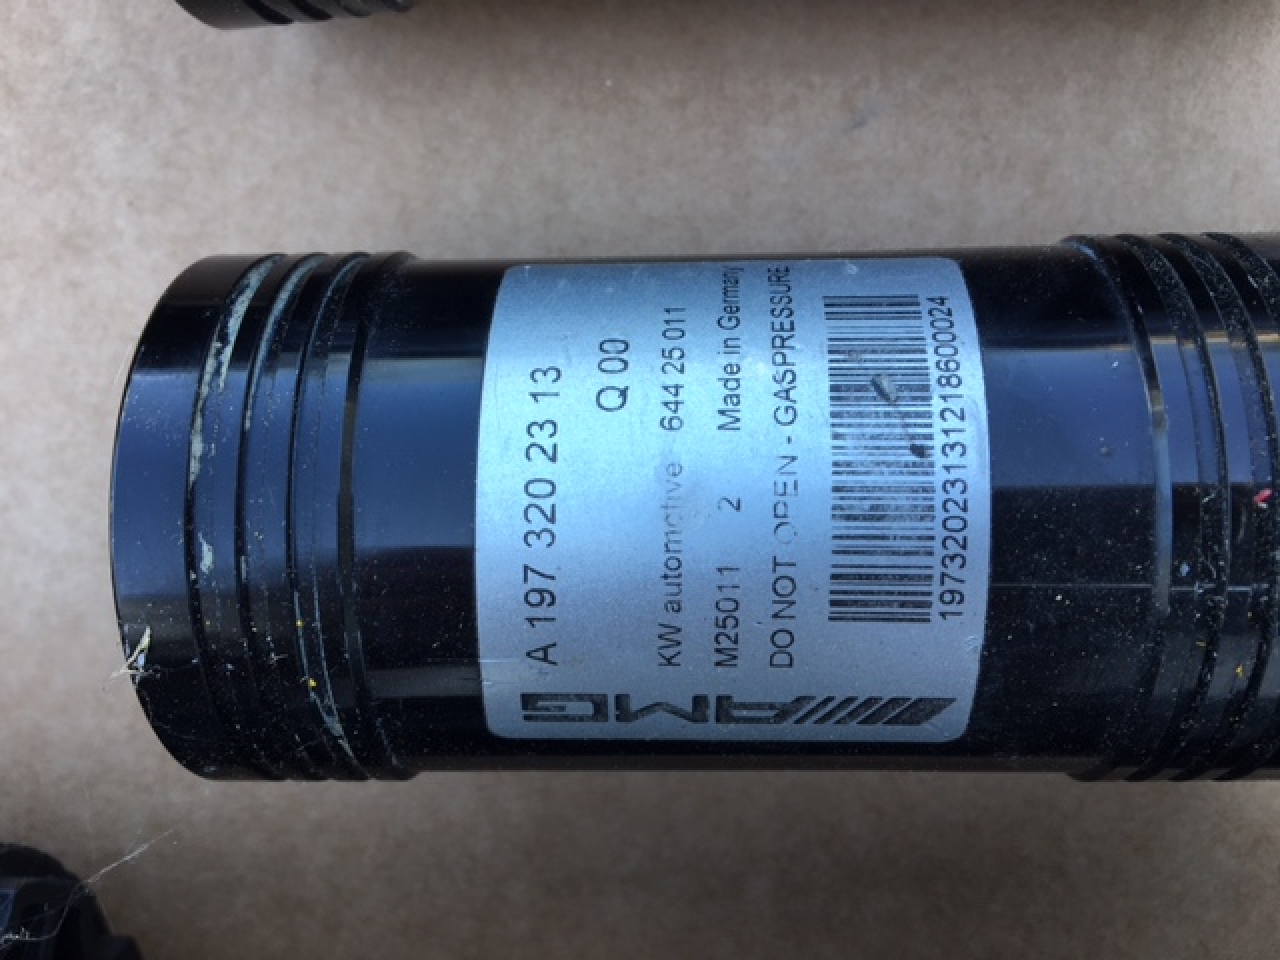 AMG
A 197 320 23 13
Q 00
KW automotive 644 25 011
M25011 2 Made in Germany
DO NOT OPEN - GASPRESSURE
19732023131218600024